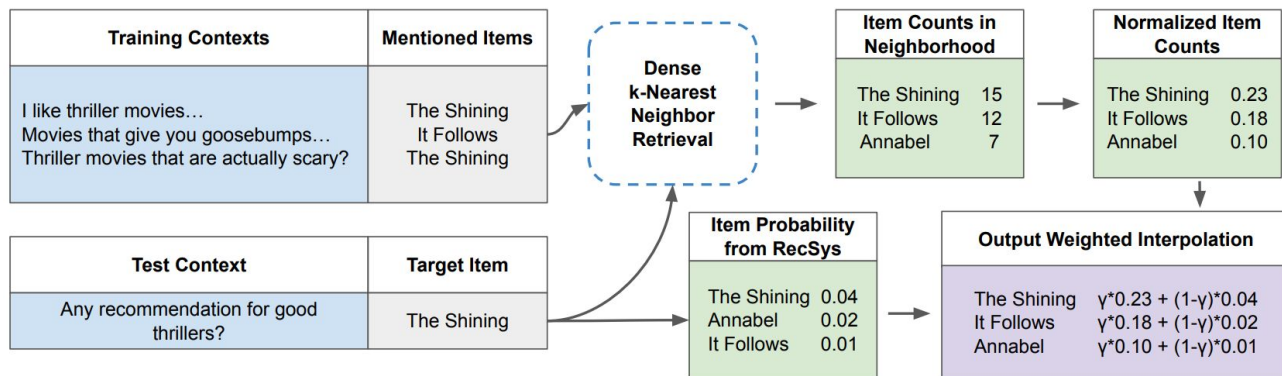 Training Contexts
Mentioned Items
I like thriller movies…
The Shining
Movies that give you goosebumps…
It Follows
Thriller movies that are actually scary?
The Shining
Test Context
Target Item
Any recommendation for good
thrillers?
The Shining
Dense
k-Nearest
Neighbor
Retrieval
Item Counts in
Neighborhood
The Shining 15
It Follows 12
Annabel 7
Normalized Item
Counts
The Shining 0.23
It Follows 0.18
Annabel 0.10
Item Probability
from RecSys
The Shining 0.04
Annabel 0.02
It Follows 0.01
Output Weighted Interpolation
The Shining γ*0.23 + (1-γ)*0.04
It Follows γ*0.18 + (1-γ)*0.02
Annabel γ*0.10 + (1-γ)*0.01